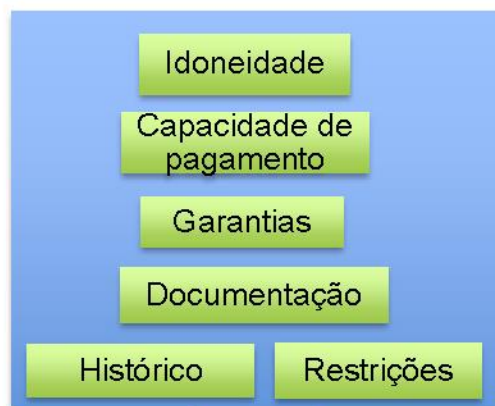 Idoneidade
Capacidade de
pagamento
Garantias
Documentação
Histórico
Restrições